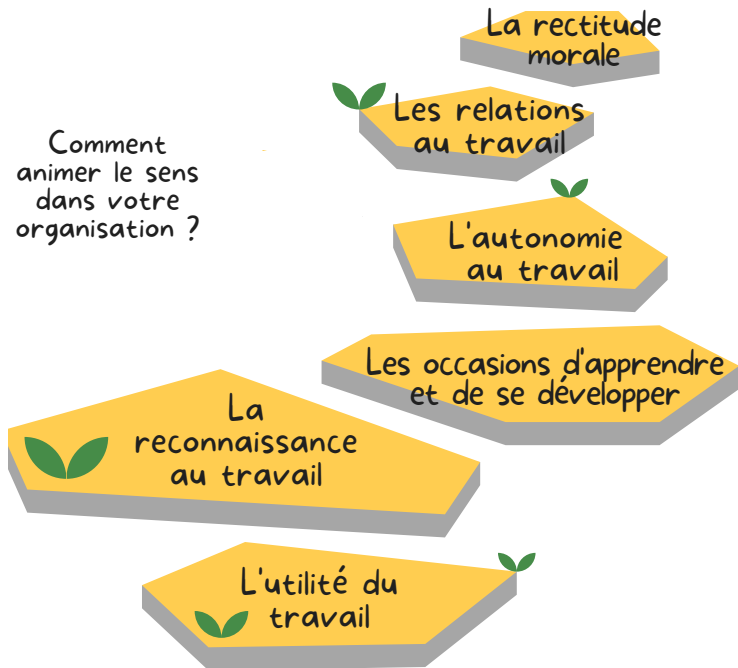 La rectitude
morale
Les relations
au travail
Comment
animer le sens
dans votre
organisation ?
L'autonomie
au travail
Les occasions d'apprendre
et de se développer
La
reconnaissance
au travail
L'utilité du
travail